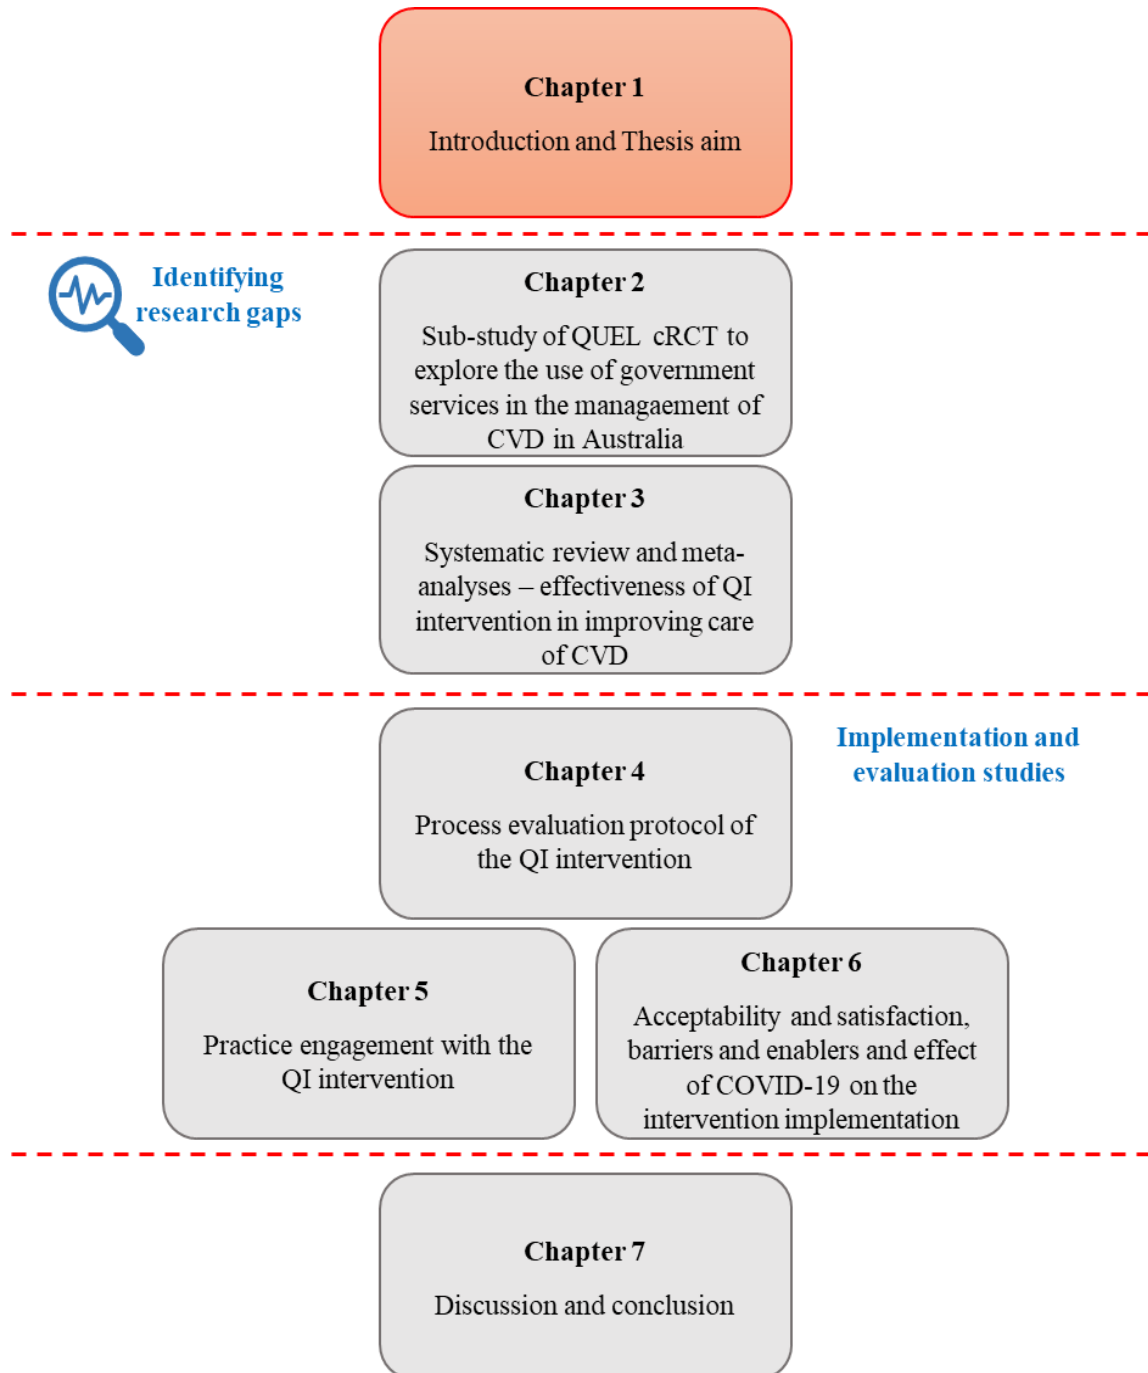 Chapter 1
Introduction and Thesis aim
Identifying
research gaps
Chapter 2
Sub-study of QUEL cRCT to
explore the use of government
services in the managaement of
CVD in Australia
Chapter 3
Systematic review and meta-
analyses – effectiveness of QI
intervention in improving care
of CVD
Implementation and
evaluation studies
Chapter 4
Process evaluation protocol of
the QI intervention
Chapter 5
Practice engagement with the
QI intervention
Chapter 6
Acceptability and satisfaction,
barriers and enablers and effect
of COVID-19 on the
intervention implementation
Chapter 7
Discussion and conclusion